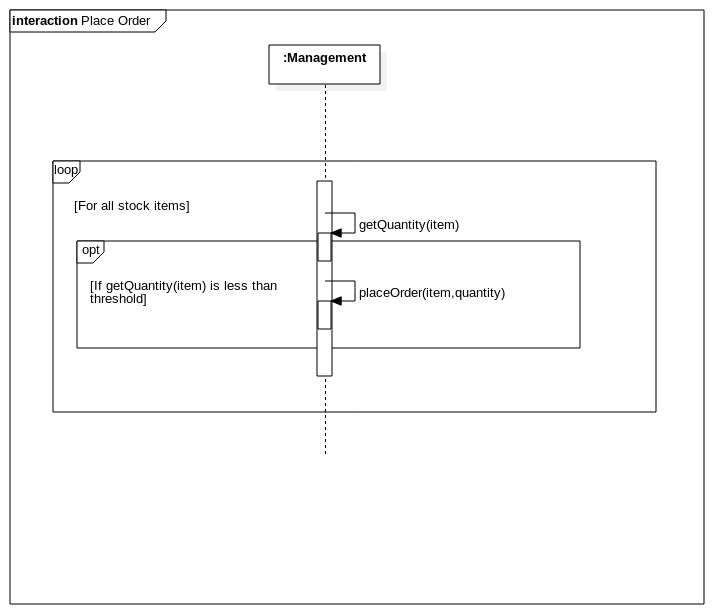 interaction Place Order
:Management
loop
[For all stock items]
getQuantity(item)
opt
[If getQuantity(item) is less than
threshold]
placeOrder(item,quantity)